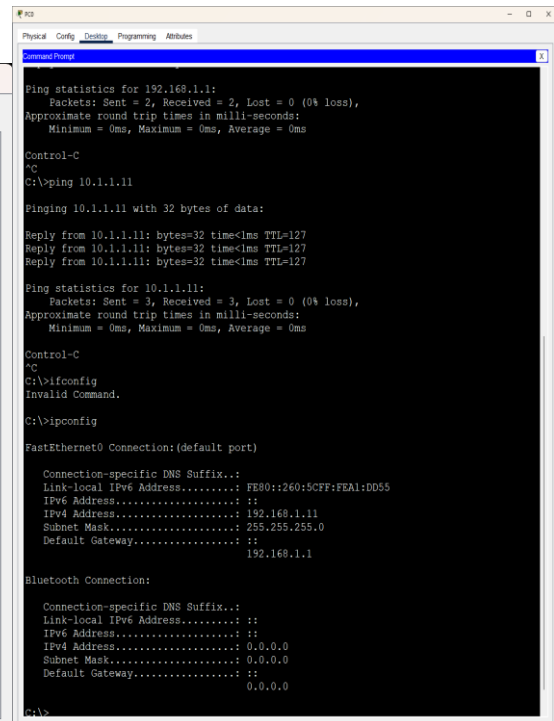 PC0
Physical Config Desktop Programming Attributes
Command Prompt
X
Ping statistics for 192.168.1.1:
    Packets: Sent = 2, Received = 2, Lost = 0 (0% loss),
Approximate round trip times in milli-seconds:
    Minimum = 0ms, Maximum = 0ms, Average = 0ms
Control-C
^C
C:\>ping 10.1.1.11
Pinging 10.1.1.11 with 32 bytes of data:
Reply from 10.1.1.11: bytes=32 time<1ms TTL=127
Reply from 10.1.1.11: bytes=32 time<1ms TTL=127
Reply from 10.1.1.11: bytes=32 time<1ms TTL=127
Ping statistics for 10.1.1.11:
    Packets: Sent = 3, Received = 3, Lost = 0 (0% loss),
Approximate round trip times in milli-seconds:
    Minimum = 0ms, Maximum = 0ms, Average = 0ms
Control-C
^C
C:\>ifconfig
Invalid Command.
C:\>ipconfig
FastEthernet0 Connection:(default port)
   Connection-specific DNS Suffix..:
   Link-local IPv6 Address.........: FE80::260:5CFF:FEA1:DD55
   IPv6 Address....................: ::
   IPv4 Address....................: 192.168.1.11
   Subnet Mask.....................: 255.255.255.0
   Default Gateway.................: ::
                                     192.168.1.1
Bluetooth Connection:
   Connection-specific DNS Suffix..:
   Link-local IPv6 Address.........: ::
   IPv6 Address....................: ::
   IPv4 Address....................: 0.0.0.0
   Subnet Mask.....................: 0.0.0.0
   Default Gateway.................: ::
                                     0.0.0.0
C:\>